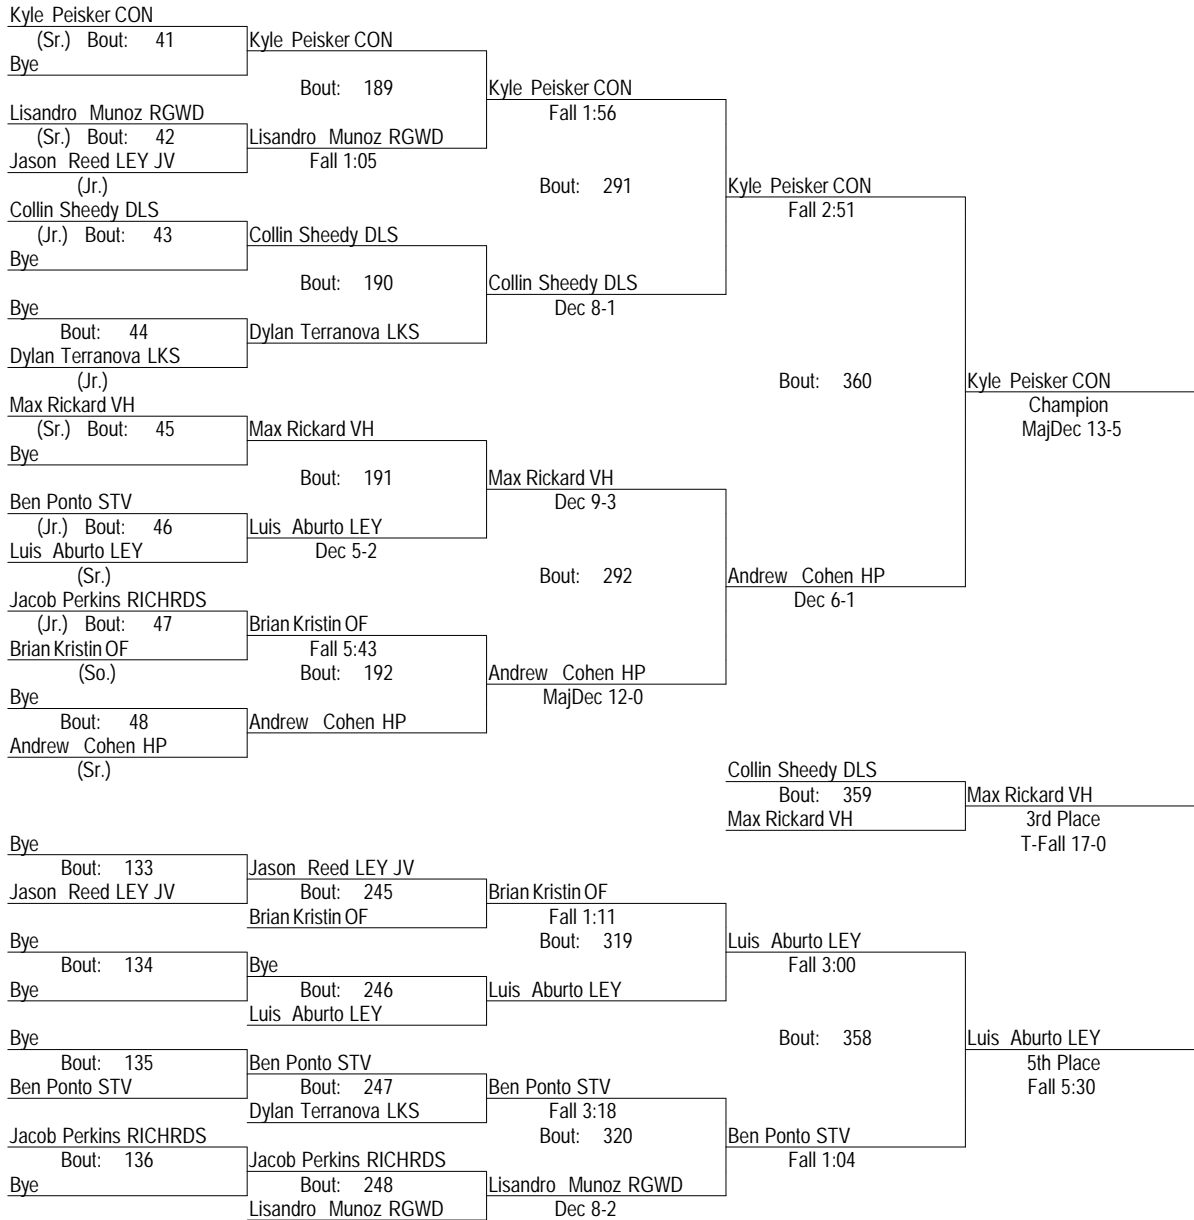 Kyle Peisker CON
(Sr.) Bout: 41 Kyle Peisker CON
Bye
Bout: 189 Kyle Peisker CON
Lisandro Munoz RGWD Fall 1:56
(Sr.) Bout: 42 Lisandro Munoz RGWD
Jason Reed LEY JV Fall 1:05
(Jr.) Bout: 291 Kyle Peisker CON
Collin Sheedy DLS Fall 2:51
(Jr.) Bout: 43 Collin Sheedy DLS
Bye
Bout: 190 Collin Sheedy DLS
Bye Dec 8-1
Bout: 44 Dylan Terranova LKS
Dylan Terranova LKS
(Jr.) Bout: 360 Kyle Peisker CON
Max Rickard VH Champion
(Sr.) Bout: 45 Max Rickard VH MajDec 13-5
Bye
Bout: 191 Max Rickard VH
Ben Ponto STV Dec 9-3
(Jr.) Bout: 46 Luis Aburto LEY
Luis Aburto LEY Dec 5-2
(Sr.) Bout: 292 Andrew Cohen HP
Jacob Perkins RICHRDS Dec 6-1
(Jr.) Bout: 47 Brian Kristin OF
Brian Kristin OF Fall 5:43
(So.) Bout: 192 Andrew Cohen HP
Bye MajDec 12-0
Bout: 48 Andrew Cohen HP
Andrew Cohen HP
(Sr.) Collin Sheedy DLS
Bout: 359 Max Rickard VH
Max Rickard VH 3rd Place
Bye T-Fall 17-0
Bout: 133 Jason Reed LEY JV
Jason Reed LEY JV Bout: 245 Brian Kristin OF
Brian Kristin OF Fall 1:11
Bye Bout: 319 Luis Aburto LEY
Bout: 134 Bye Fall 3:00
Bye Bout: 246 Luis Aburto LEY
Luis Aburto LEY
Bye Bout: 358 Luis Aburto LEY
Bout: 135 Ben Ponto STV 5th Place
Ben Ponto STV Bout: 247 Ben Ponto STV Fall 5:30
Dylan Terranova LKS Fall 3:18
Jacob Perkins RICHRDS Bout: 320 Ben Ponto STV
Bout: 136 Jacob Perkins RICHRDS Fall 1:04
Bye Bout: 248 Lisandro Munoz RGWD
Lisandro Munoz RGWD Dec 8-2